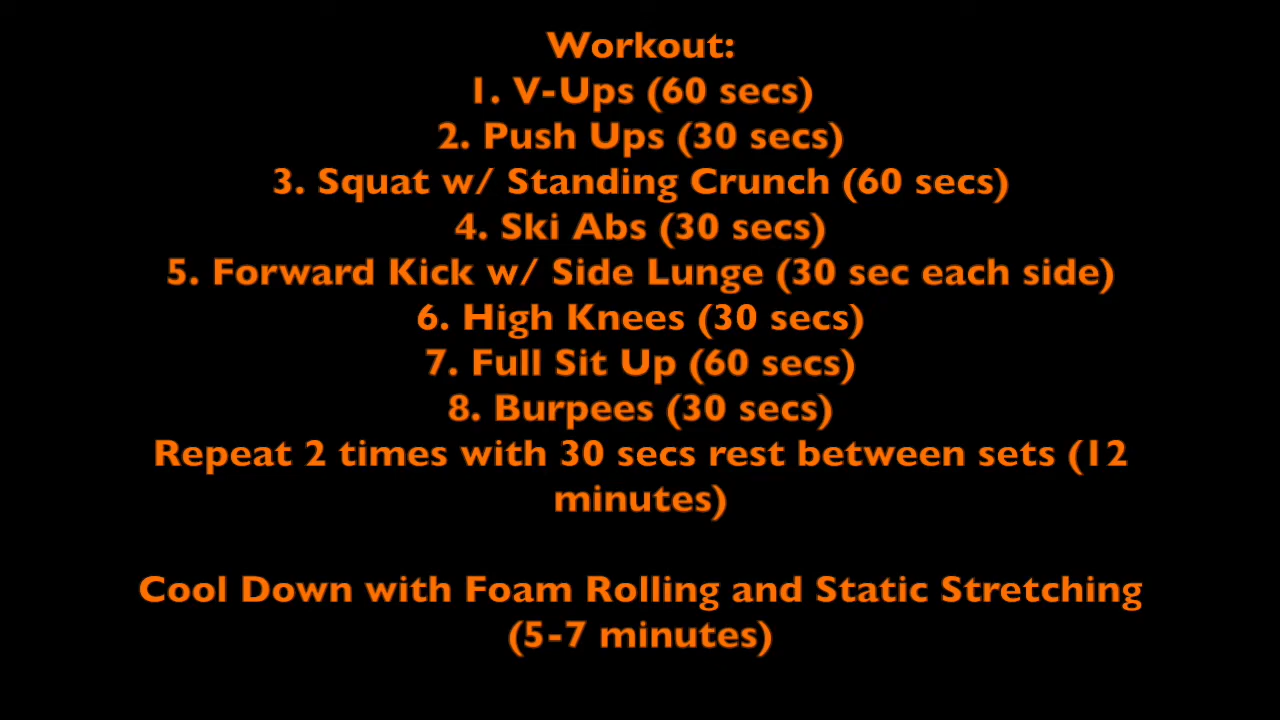 Workout:
1. V-Ups (60 secs)
2. Push Ups (30 secs)
3. Squat w/ Standing Crunch (60 secs)
4. Ski Abs (30 secs)
5. Forward Kick w/ Side Lunge (30 sec each side)
6. High Knees (30 secs)
7. Full Sit Up (60 secs)
8. Burpees (30 secs)
Repeat 2 times with 30 secs rest between sets (12
minutes)
Cool Down with Foam Rolling and Static Stretching
(5-7 minutes)